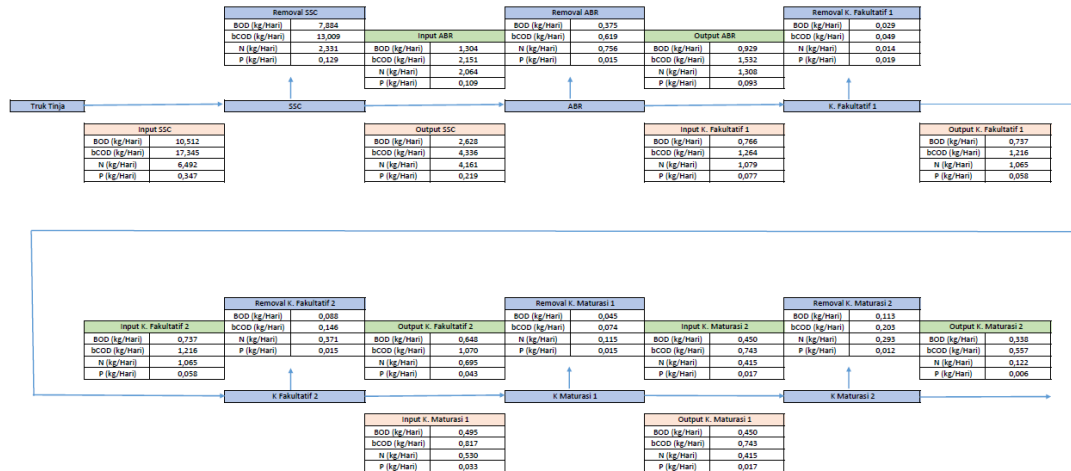 Removal SSC
BOD (kg/Hari) 7,884
bCOD (kg/Hari) 13,009
N (kg/Hari) 2,331
P (kg/Hari) 0,129
Input ABR
BOD (kg/Hari) 1,304
bCOD (kg/Hari) 2,151
N (kg/Hari) 2,064
P (kg/Hari) 0,109
Removal ABR
BOD (kg/Hari) 0,375
bCOD (kg/Hari) 0,619
N (kg/Hari) 0,756
P (kg/Hari) 0,015
Output ABR
BOD (kg/Hari) 0,929
bCOD (kg/Hari) 1,532
N (kg/Hari) 1,308
P (kg/Hari) 0,093
Removal K. Fakultatif 1
BOD (kg/Hari) 0,029
bCOD (kg/Hari) 0,049
N (kg/Hari) 0,014
P (kg/Hari) 0,019
Truk Tinja SSC ABR K. Fakultatif 1
Input SSC
BOD (kg/Hari) 10,512
bCOD (kg/Hari) 17,345
N (kg/Hari) 6,492
P (kg/Hari) 0,347
Output SSC
BOD (kg/Hari) 2,628
bCOD (kg/Hari) 4,336
N (kg/Hari) 4,161
P (kg/Hari) 0,219
Input K. Fakultatif 1
BOD (kg/Hari) 0,766
bCOD (kg/Hari) 1,264
N (kg/Hari) 1,079
P (kg/Hari) 0,077
Output K. Fakultatif 1
BOD (kg/Hari) 0,737
bCOD (kg/Hari) 1,216
N (kg/Hari) 1,065
P (kg/Hari) 0,058
Removal K. Fakultatif 2
BOD (kg/Hari) 0,088
bCOD (kg/Hari) 0,146
N (kg/Hari) 0,371
P (kg/Hari) 0,015
Input K. Fakultatif 2
BOD (kg/Hari) 0,737
bCOD (kg/Hari) 1,216
N (kg/Hari) 1,065
P (kg/Hari) 0,058
Output K. Fakultatif 2
BOD (kg/Hari) 0,648
bCOD (kg/Hari) 1,070
N (kg/Hari) 0,695
P (kg/Hari) 0,043
Removal K. Maturasi 1
BOD (kg/Hari) 0,045
bCOD (kg/Hari) 0,074
N (kg/Hari) 0,115
P (kg/Hari) 0,015
Input K. Maturasi 2
BOD (kg/Hari) 0,450
bCOD (kg/Hari) 0,743
N (kg/Hari) 0,415
P (kg/Hari) 0,017
Removal K. Maturasi 2
BOD (kg/Hari) 0,113
bCOD (kg/Hari) 0,203
N (kg/Hari) 0,293
P (kg/Hari) 0,012
Output K. Maturasi 2
BOD (kg/Hari) 0,338
bCOD (kg/Hari) 0,557
N (kg/Hari) 0,122
P (kg/Hari) 0,006
K Fakultatif 2 K Maturasi 1 K Maturasi 2
Input K. Maturasi 1
BOD (kg/Hari) 0,495
bCOD (kg/Hari) 0,817
N (kg/Hari) 0,530
P (kg/Hari) 0,033
Output K. Maturasi 1
BOD (kg/Hari) 0,450
bCOD (kg/Hari) 0,743
N (kg/Hari) 0,415
P (kg/Hari) 0,017